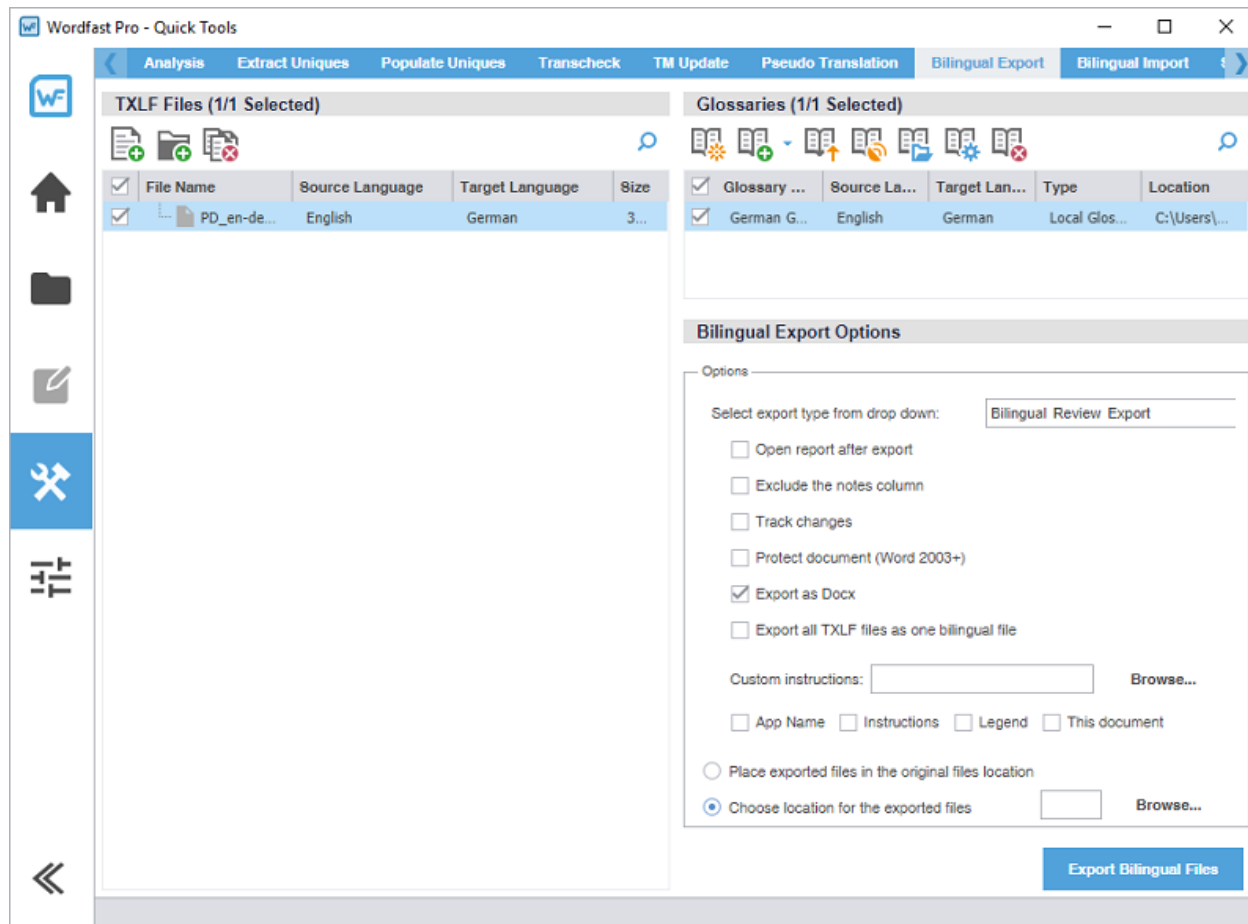 Wordfast Pro - Quick Tools
Analysis Extract Uniques Populate Uniques Transcheck TM Update Pseudo Translation Bilingual Export Bilingual Import
WF
TXLF Files (1/1 Selected)
File Name Source Language Target Language Size
PD_en-de... English German 3...
Glossaries (1/1 Selected)
Glossary ... Source La... Target Lan... Type Location
German G... English German Local Glos... C:\Users\...
Bilingual Export Options
Options
Select export type from drop down: Bilingual Review Export
Open report after export
Exclude the notes column
Track changes
Protect document (Word 2003+)
Export as Docx
Export all TXLF files as one bilingual file
Custom instructions: Browse...
App Name Instructions Legend This document
Place exported files in the original files location
Choose location for the exported files Browse...
Export Bilingual Files